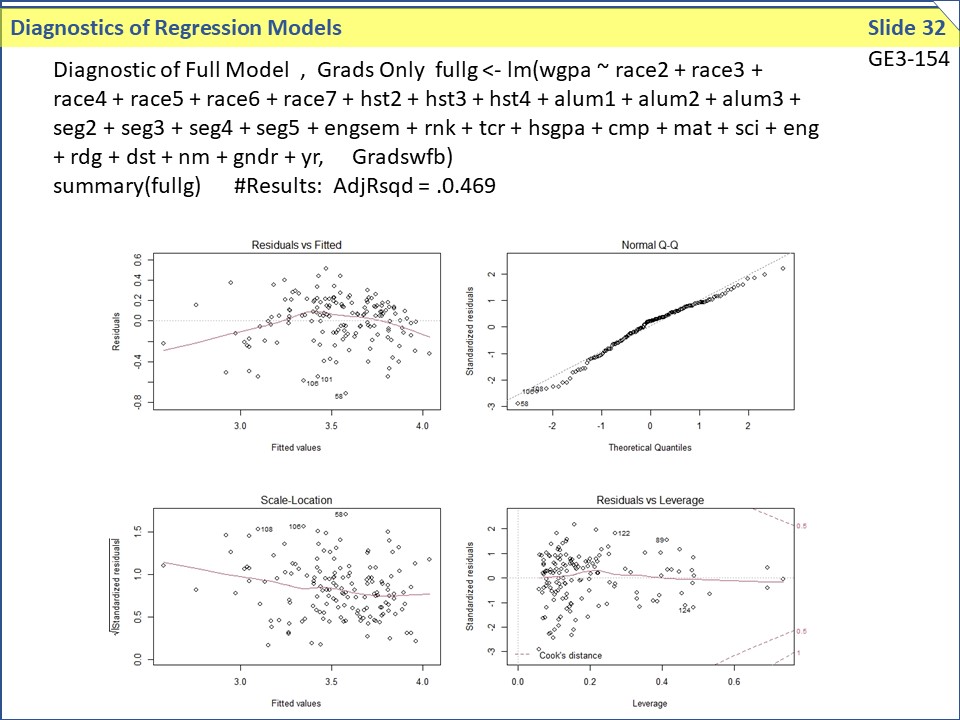 Diagnostics of Regression Models
Slide 32
GE3-154
Diagnostic of Full Model , Grads Only fullg <- lm(wgpa ~ race2 + race3 +
race4 + race5 + race6 + race7 + hst2 + hst3 + hst4 + alum1 + alum2 + alum3 +
seg2 + seg3 + seg4 + seg5 + engsem + rnk + tcr + hsgpa + cmp + mat + sci + eng
+ rdg + dst + nm + gndr + yr, Gradswfb)
summary(fullg) #Results: AdjRsqd = .0.469
Residuals vs Fitted
Residuals
0.6
0.4
0.2
0.0
-0.4
-0.8
106
101
58
3.0 3.5 4.0
Fitted values
Normal Q-Q
Standardized residuals
2
1
0
-1
-2
-3
106
108
58
-2 -1 0 1 2
Theoretical Quantiles
Scale-Location
√|Standardized residuals|
1.5
1.0
0.5
0.0
108
106
58
3.0 3.5 4.0
Fitted values
Residuals vs Leverage
Standardized residuals
2
1
0
-1
-2
-3
122
89
124
0.5
0.5
1
Cook's distance
0.0 0.2 0.4 0.6
Leverage